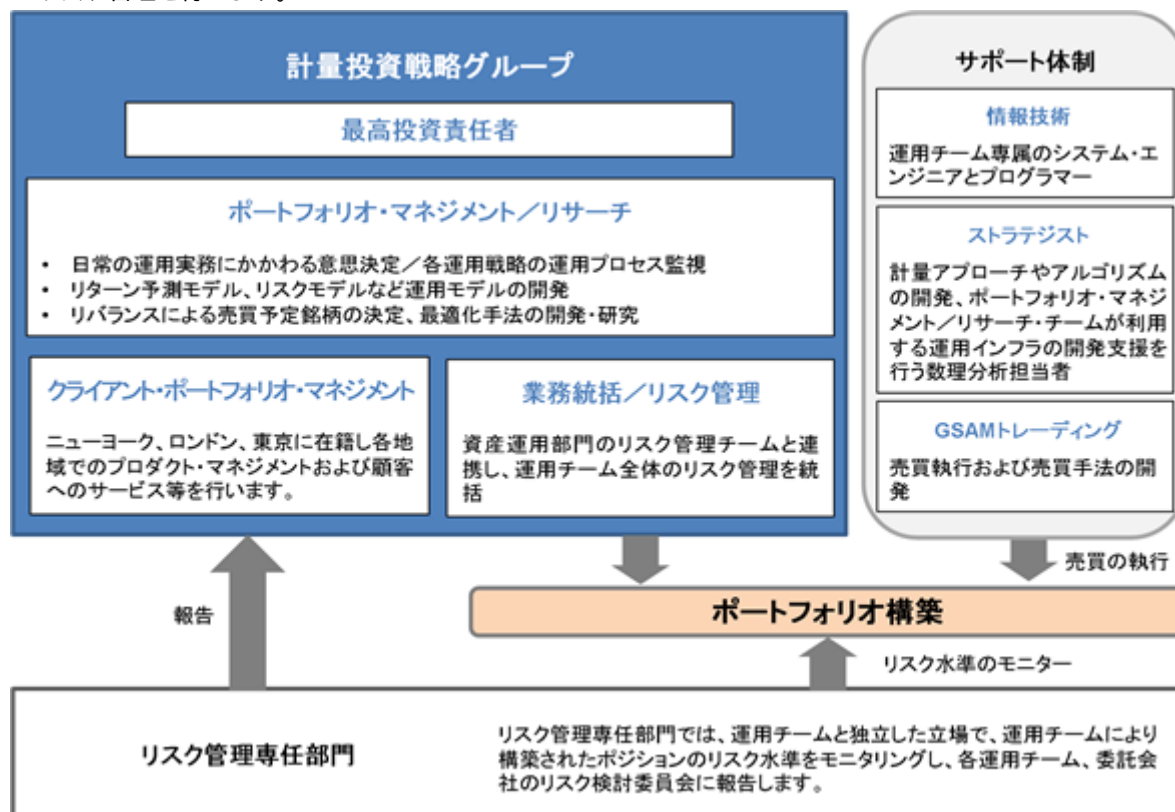 計量投資戦略グループ
最高投資責任者
ポートフォリオ・マネジメント／リサーチ
• 日常の運用実務にかかわる意思決定／各運用戦略の運用プロセス監視
• リターン予測モデル、リスクモデルなど運用モデルの開発
• リバランスによる売買予定銘柄の決定、最適化手法の開発・研究
クライアント・ポートフォリオ・マネジメント
ニューヨーク、ロンドン、東京に在籍し各地
域でのプロダクト・マネジメントおよび顧客
へのサービス等を行います。
業務統括／リスク管理
資産運用部門のリスク管理チームと連
携し、運用チーム全体のリスク管理を統
括
サポート体制
情報技術
運用チーム専属のシステム・エ
ンジニアとプログラマー
ストラテジスト
計量アプローチやアルゴリズム
の開発、ポートフォリオ・マネジ
メント／リサーチ・チームが利用
する運用インフラの開発支援を
行う数理分析担当者
GSAMトレーディング
売買執行および売買手法の開
発
売買の執行
報告
ポートフォリオ構築
リスク水準のモニター
リスク管理専任部門
リスク管理専任部門では、運用チームと独立した立場で、運用チームにより
構築されたポジションのリスク水準をモニタリングし、各運用チーム、委託会
社のリスク検討委員会に報告します。